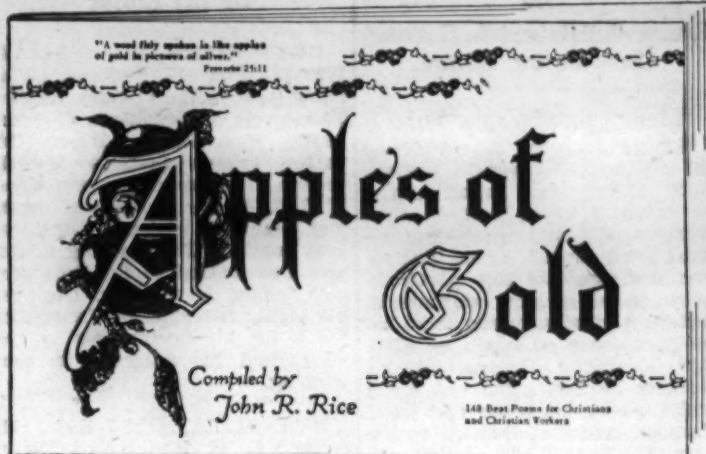 "A word fitly spoken is like apples
of gold in pictures of silver."
Proverbs 25:11
Apples of
Gold
Compiled by
John R. Rice
148 Best Poems for Christians
and Christian Workers